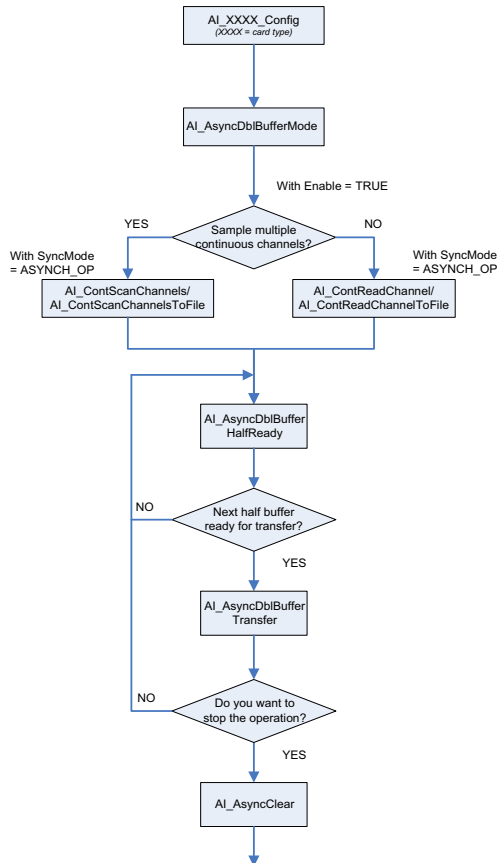 AI_XXXX_Config
(XXXX = card type)
AI_AsyncDblBufferMode
With Enable = TRUE
YES
Sample multiple
continuous channels?
NO
With SyncMode
= ASYNCH_OP
With SyncMode
= ASYNCH_OP
AI_ContScanChannels/
AI_ContScanChannelsToFile
AI_ContReadChannel/
AI_ContReadChannelToFile
AI_AsyncDblBuffer
HalfReady
NO
Next half buffer
ready for transfer?
YES
AI_AsyncDblBuffer
Transfer
NO
Do you want to
stop the operation?
YES
AI_AsyncClear